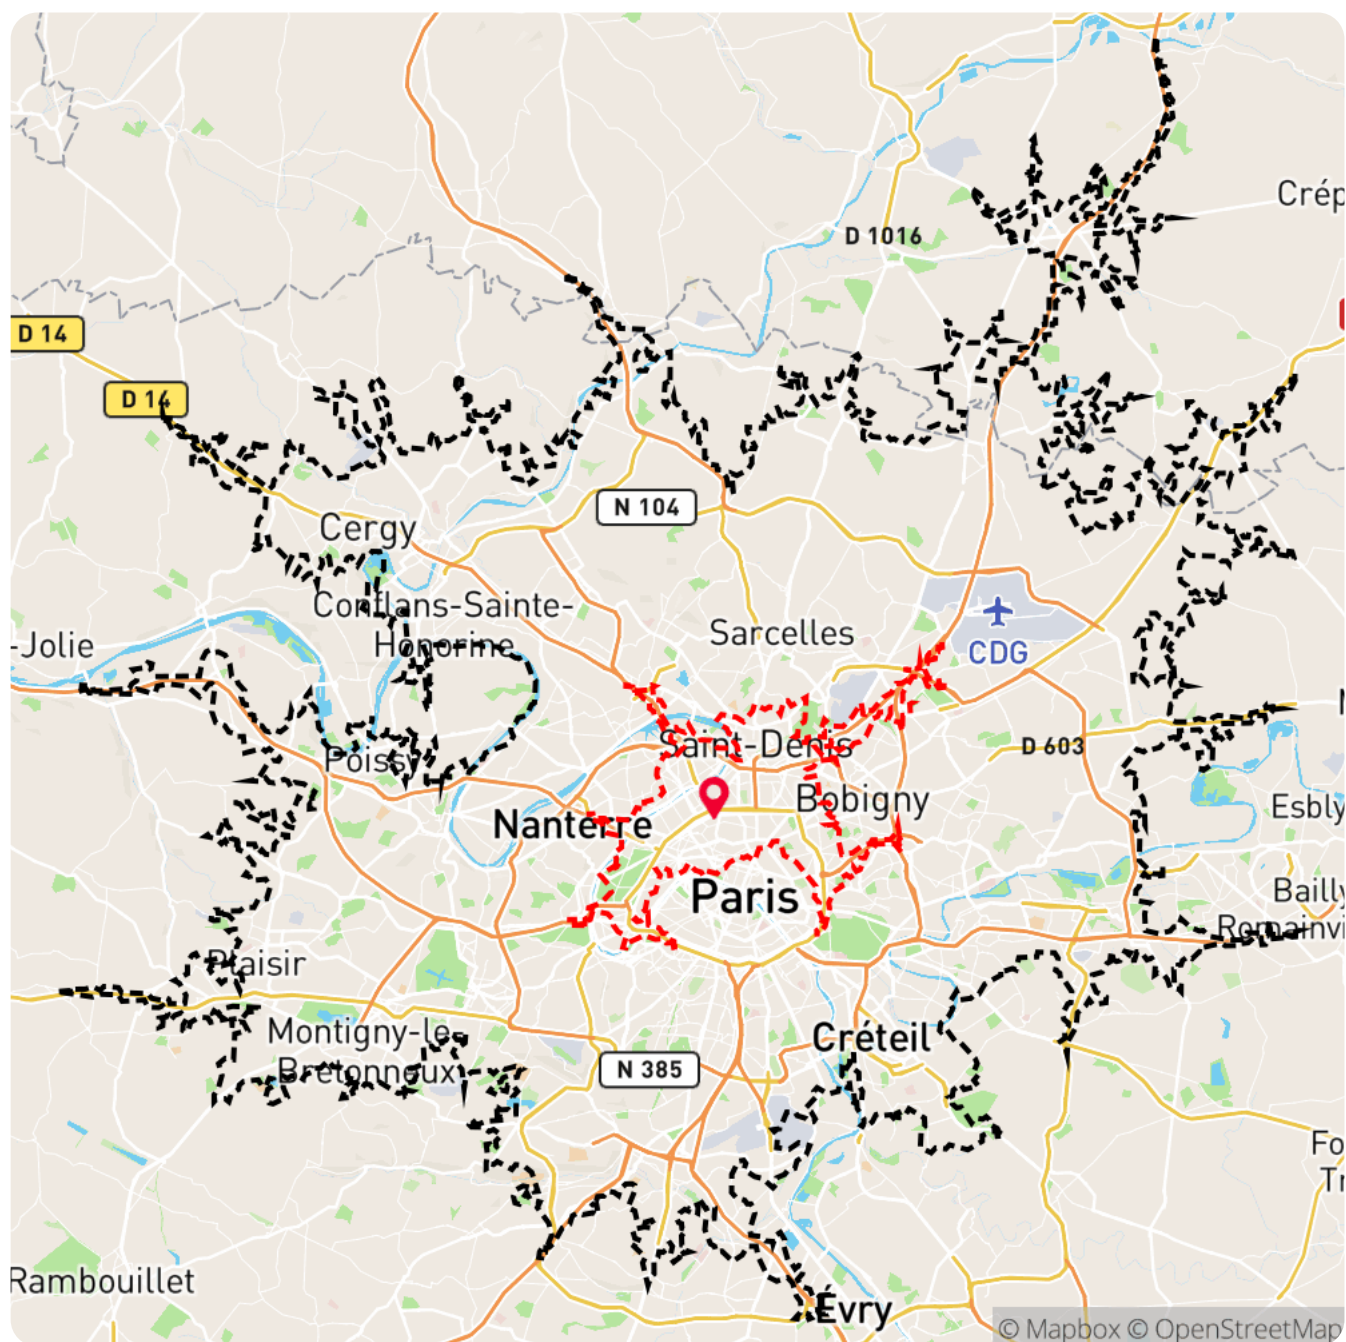 Crép
D 1016
D 14
D 14
N 104
Cergy
Conflans-Sainte-
Honorine
-Jolie
Sarcelles
CDG
D 603
Saint-Denis
Poissy
Bobigny
Nanterre
Esbly
Paris
Bailly
Romainvi
Plaisir
Montigny-le-
Bretonneux
Créteil
N 385
Fo
Tr
Rambouillet
Évry
© Mapbox © OpenStreetMap